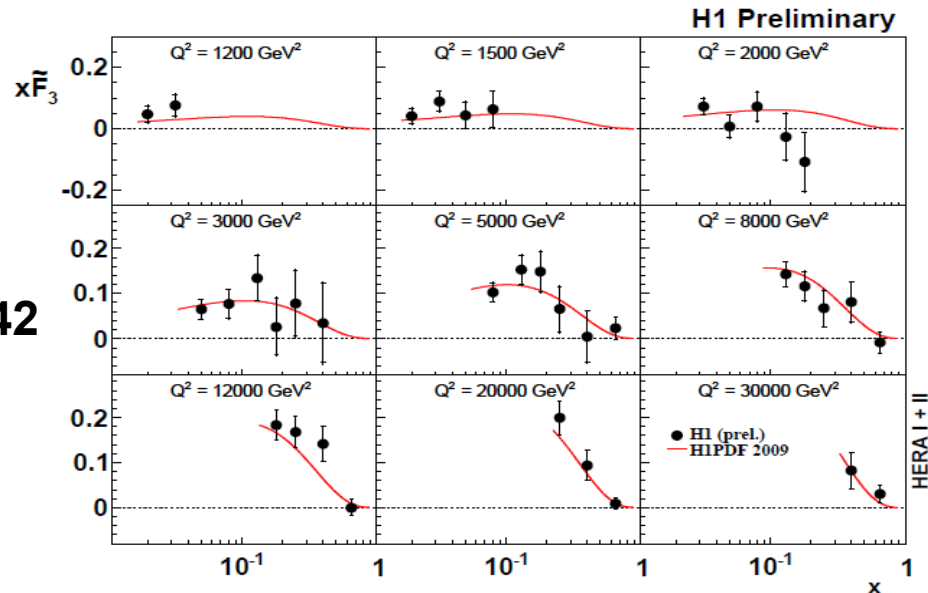 H1 Preliminary
xF̃₃
Q² = 1200 GeV²
Q² = 1500 GeV²
Q² = 2000 GeV²
0.2
0
-0.2
Q² = 3000 GeV²
Q² = 5000 GeV²
Q² = 8000 GeV²
0.2
0.1
0
42
Q² = 12000 GeV²
Q² = 20000 GeV²
Q² = 30000 GeV²
0.2
0.1
0
H1 (prel.)
H1PDF 2009
HERA I + II
10⁻¹ 1 10⁻¹ 1 10⁻¹ 1
x